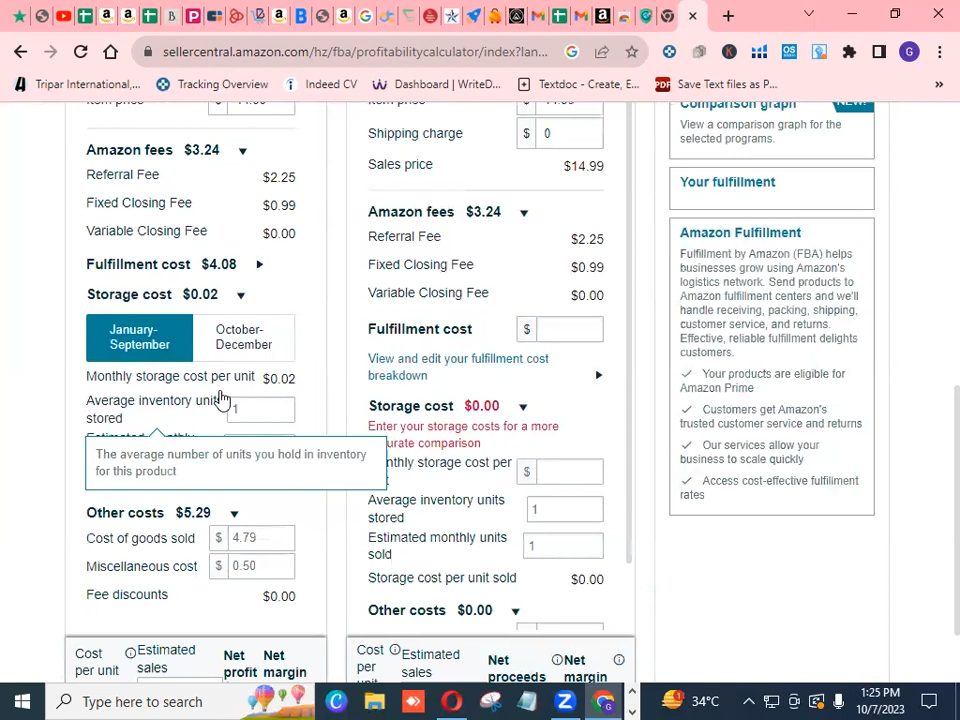 sellercentral.amazon.com/hz/fba/profitabilitycalculator/index?lan...
G
Tripar International,...
Tracking Overview
Indeed CV
Dashboard | WriteD...
Textdoc - Create, E...
Save Text files as P...
»
Amazon fees $3.24
Referral Fee
$2.25
Fixed Closing Fee
$0.99
Variable Closing Fee
$0.00
Fulfillment cost $4.08
Storage cost $0.02
January-
September
October-
December
Monthly storage cost per unit
$0.02
Average inventory units
stored
1
The average number of units you hold in inventory
for this product
Other costs $5.29
Cost of goods sold
$ 4.79
Miscellaneous cost
$ 0.50
Fee discounts
$0.00
Cost
per unit
Estimated
sales
Net
profit
Net
margin
Shipping charge
$ 0
Sales price
$14.99
Amazon fees $3.24
Referral Fee
$2.25
Fixed Closing Fee
$0.99
Variable Closing Fee
$0.00
Fulfillment cost
$
View and edit your fulfillment cost
breakdown
Storage cost $0.00
Enter your storage costs for a more
urate comparison
nthly storage cost per
$
Average inventory units
stored
1
Estimated monthly units
sold
1
Storage cost per unit sold
$0.00
Other costs $0.00
Cost
per
unit
Estimated
sales
Net
proceeds
Net
margin
Comparison graph
NEW!
View a comparison graph for the
selected programs.
Your fulfillment
Amazon Fulfillment
Fulfillment by Amazon (FBA) helps
businesses grow using Amazon's
logistics network. Send products to
Amazon fulfillment centers and we'll
handle receiving, packing, shipping,
customer service, and returns.
Effective, reliable fulfillment delights
customers.
Your products are eligible for
Amazon Prime
Customers get Amazon's
trusted customer service and
returns
Our services allow your
business to scale quickly
Access cost-effective fulfillment
rates
Type here to search
34°C
1:25 PM
10/7/2023